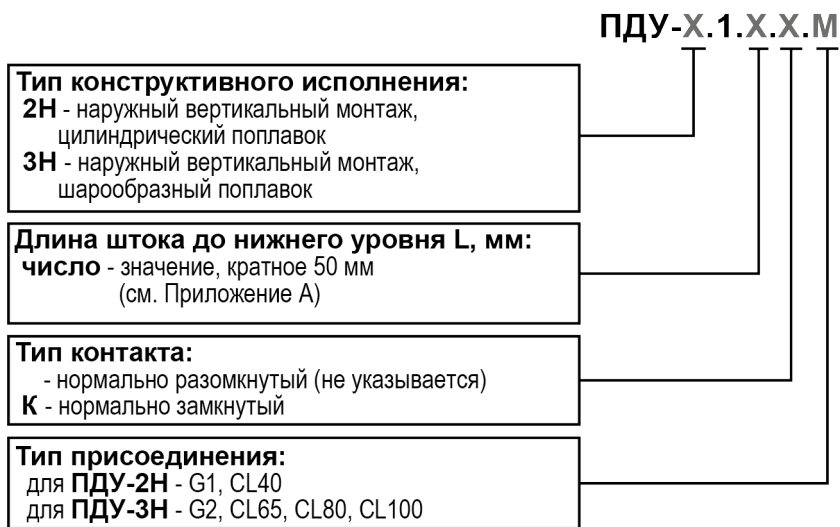 ПДУ-Х.1.Х.Х.М
Тип конструктивного исполнения:
2Н - наружный вертикальный монтаж,
цилиндрический поплавок
3Н - наружный вертикальный монтаж,
шарообразный поплавок
Длина штока до нижнего уровня L, мм:
число - значение, кратное 50 мм
(см. Приложение А)
Тип контакта:
- нормально разомкнутый (не указывается)
К - нормально замкнутый
Тип присоединения:
для ПДУ-2Н - G1, CL40
для ПДУ-3Н - G2, CL65, CL80, CL100